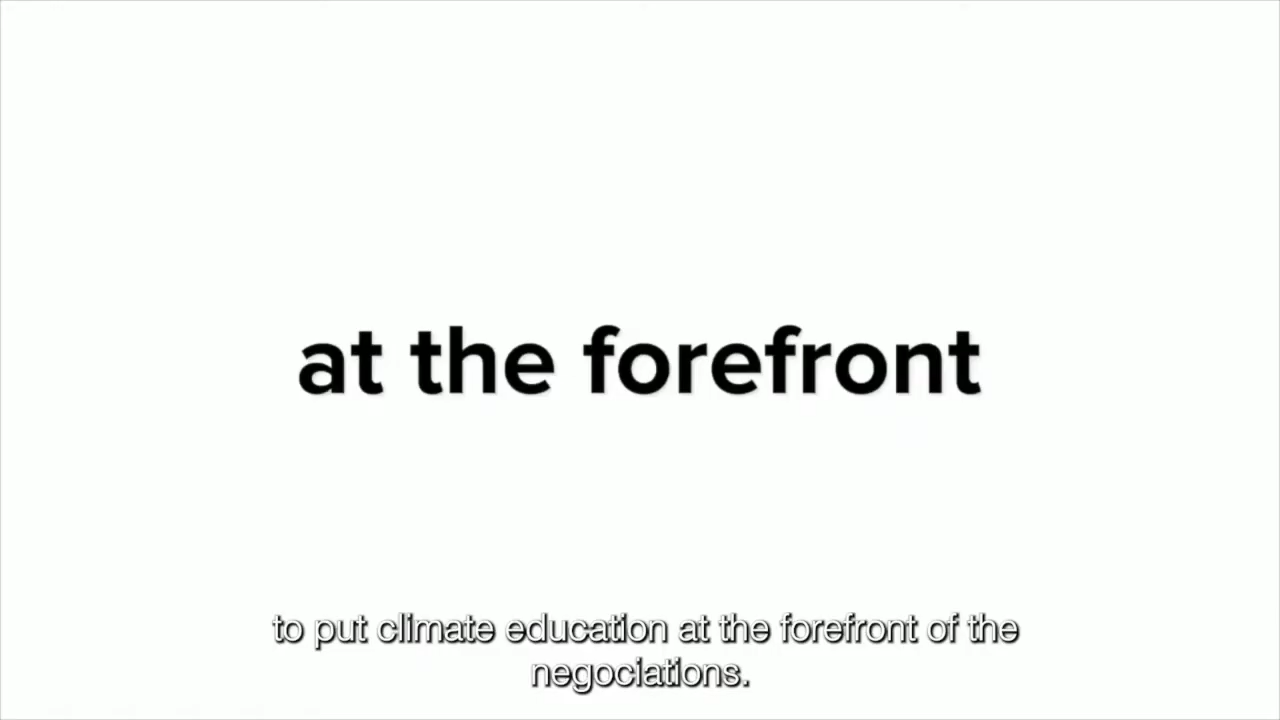 at the forefront
to put climate education at the forefront of the
negociations.